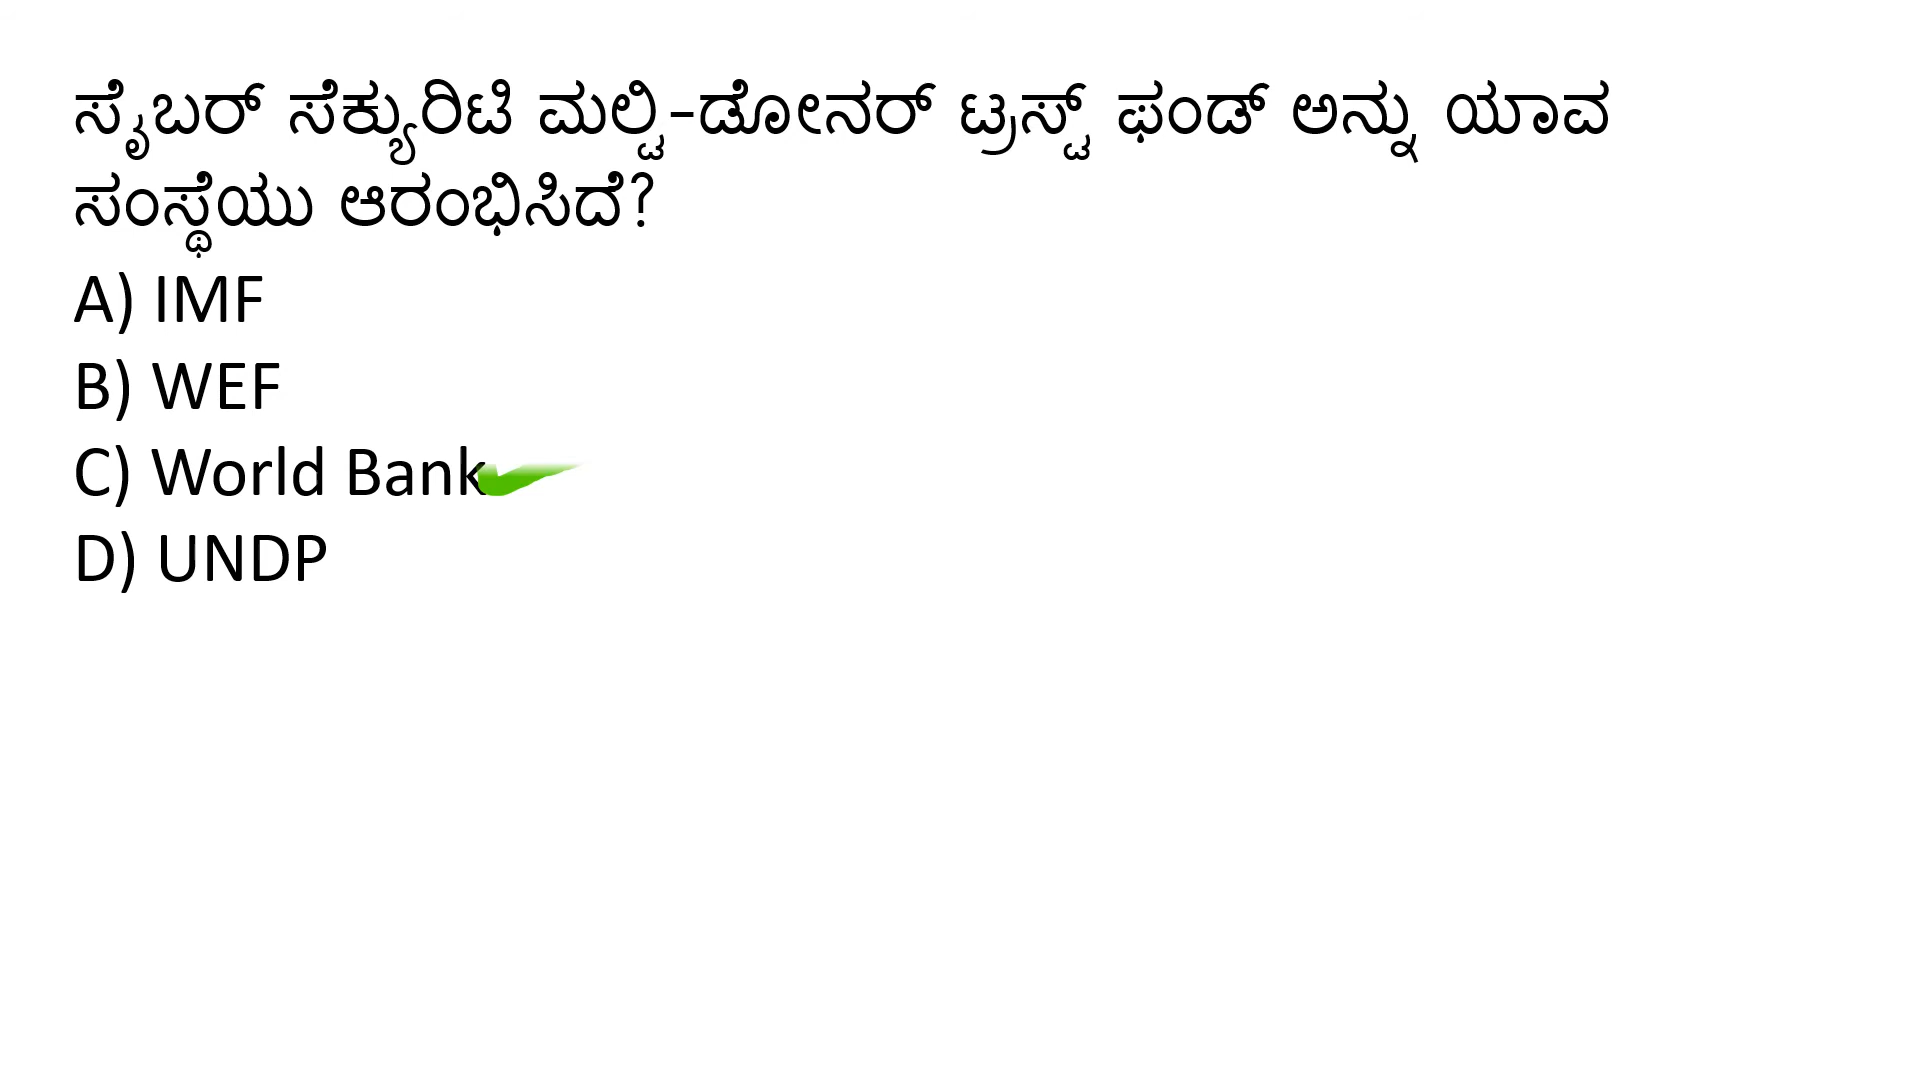 ಸೈಬರ್ ಸೆಕ್ಯುರಿಟಿ ಮಲ್ಟಿ-ಡೋನರ್ ಟ್ರಸ್ಟ್ ಫಂಡ್ ಅನ್ನು ಯಾವ
ಸಂಸ್ಥೆಯು ಆರಂಭಿಸಿದೆ?
A) IMF
B) WEF
C) World Bank
D) UNDP